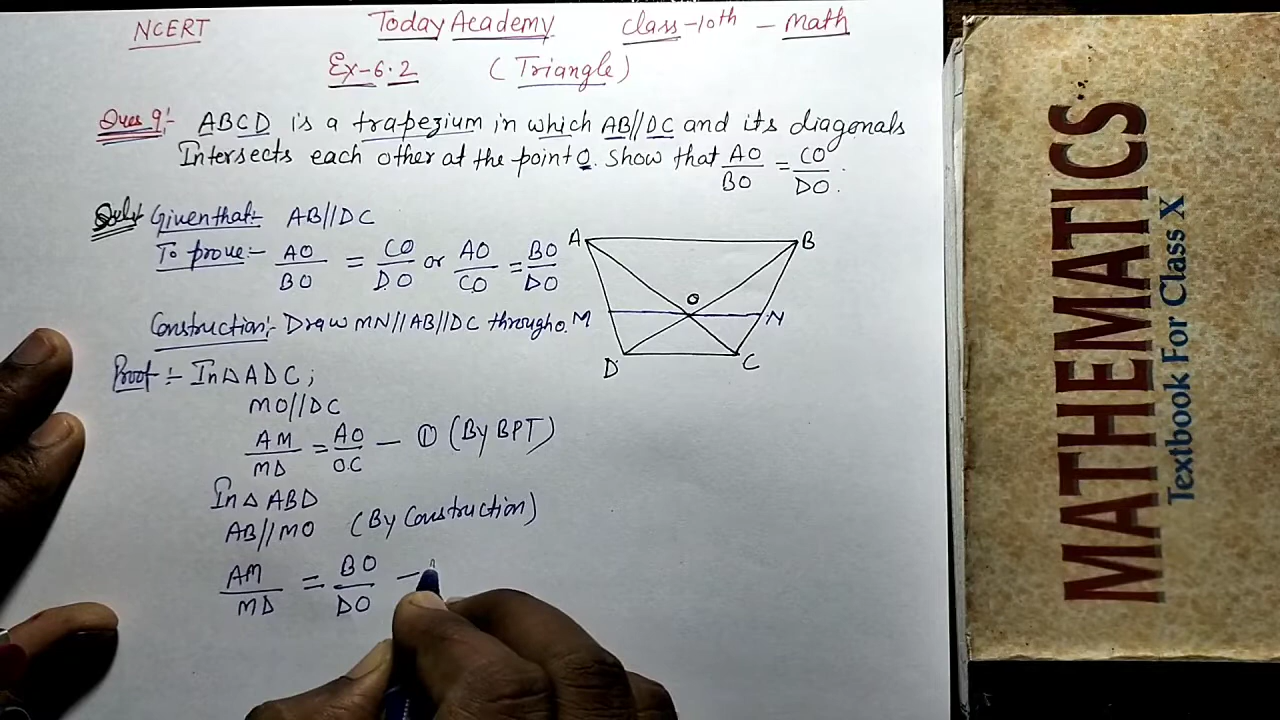 NCERT Today Academy Class-10th - Math
Ex-6.2 (Triangle)
Ques 9:- ABCD is a trapezium in which AB//DC and its diagonals
Intersects each other at the point O. Show that AO/BO = CO/DO.
Soln Given that:- AB//DC
To prove:- AO/BO = CO/DO or AO/CO = BO/DO
Construction:- Draw MN//AB//DC through O.
A B
O
M N
D C
Proof:- In △ ADC;
MO//DC
AM/MD = AO/OC - ① (By BPT)
In △ ABD
AB//MO (By Construction)
AM/MD = BO/DO -
MATHEMATICS
Textbook For Class X